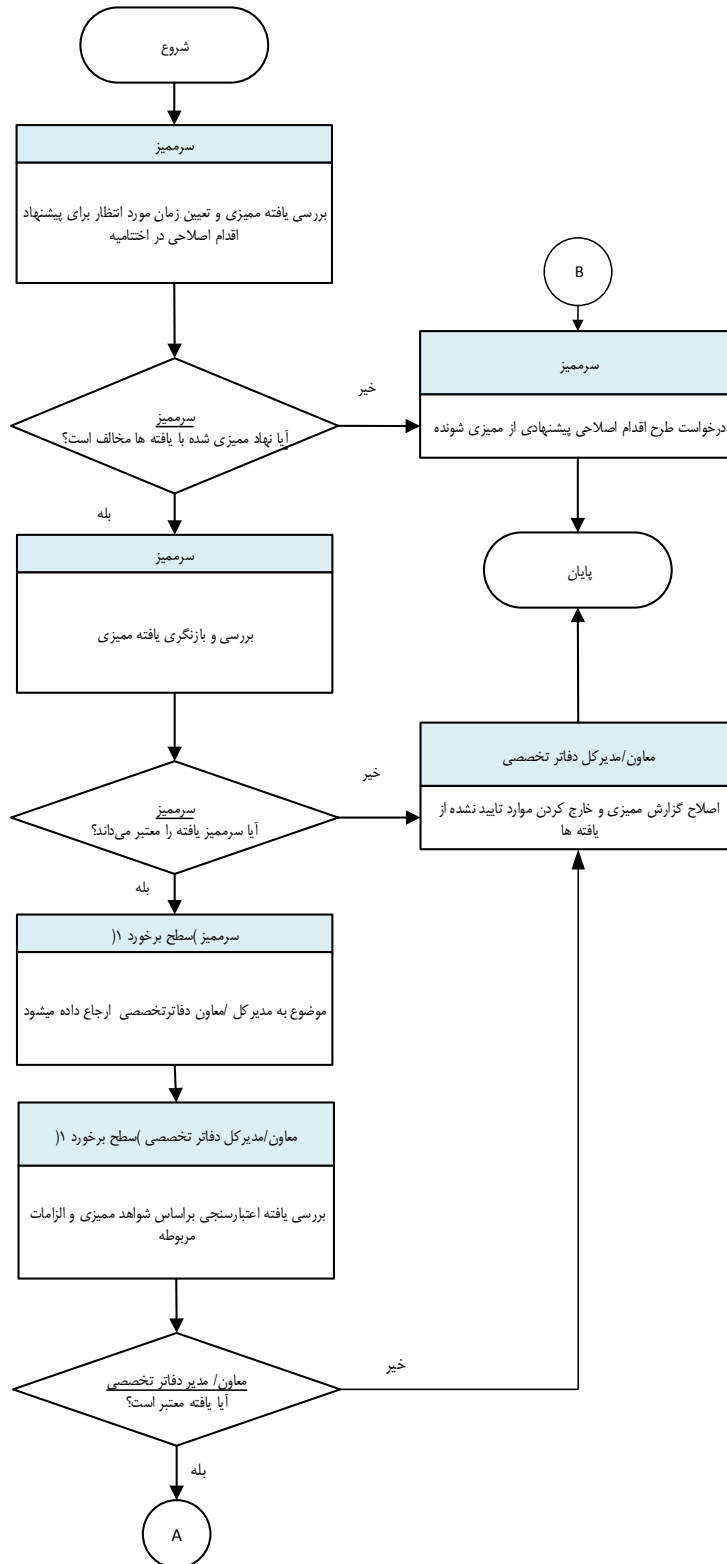 شروع
سرممیز
بررسی یافته ممیزی و تعیین زمان مورد انتظار برای پیشنهاد
اقدام اصلاحی در اختتامیه
B
سرممیز
درخواست طرح اقدام اصلاحی پیشنهادی از ممیزی شونده
خیر
سرممیز
آیا نهاد ممیزی شده با یافته ها مخالف است؟
بله
سرممیز
بررسی و بازنگری یافته ممیزی
پایان
معاون/مدیرکل دفاتر تخصصی
اصلاح گزارش ممیزی و خارج کردن موارد تایید نشده از
یافته ها
خیر
سرممیز
آیا سرممیز یافته را معتبر می‌داند؟
بله
سرممیز )سطح برخورد ۱(
موضوع به مدیرکل /معاون دفاترتخصصی ارجاع داده میشود
معاون/مدیرکل دفاتر تخصصی )سطح برخورد ۱(
بررسی یافته اعتبارسنجی براساس شواهد ممیزی و الزامات
مربوطه
خیر
معاون/ مدیر دفاتر تخصصی
آیا یافته معتبر است؟
بله
A